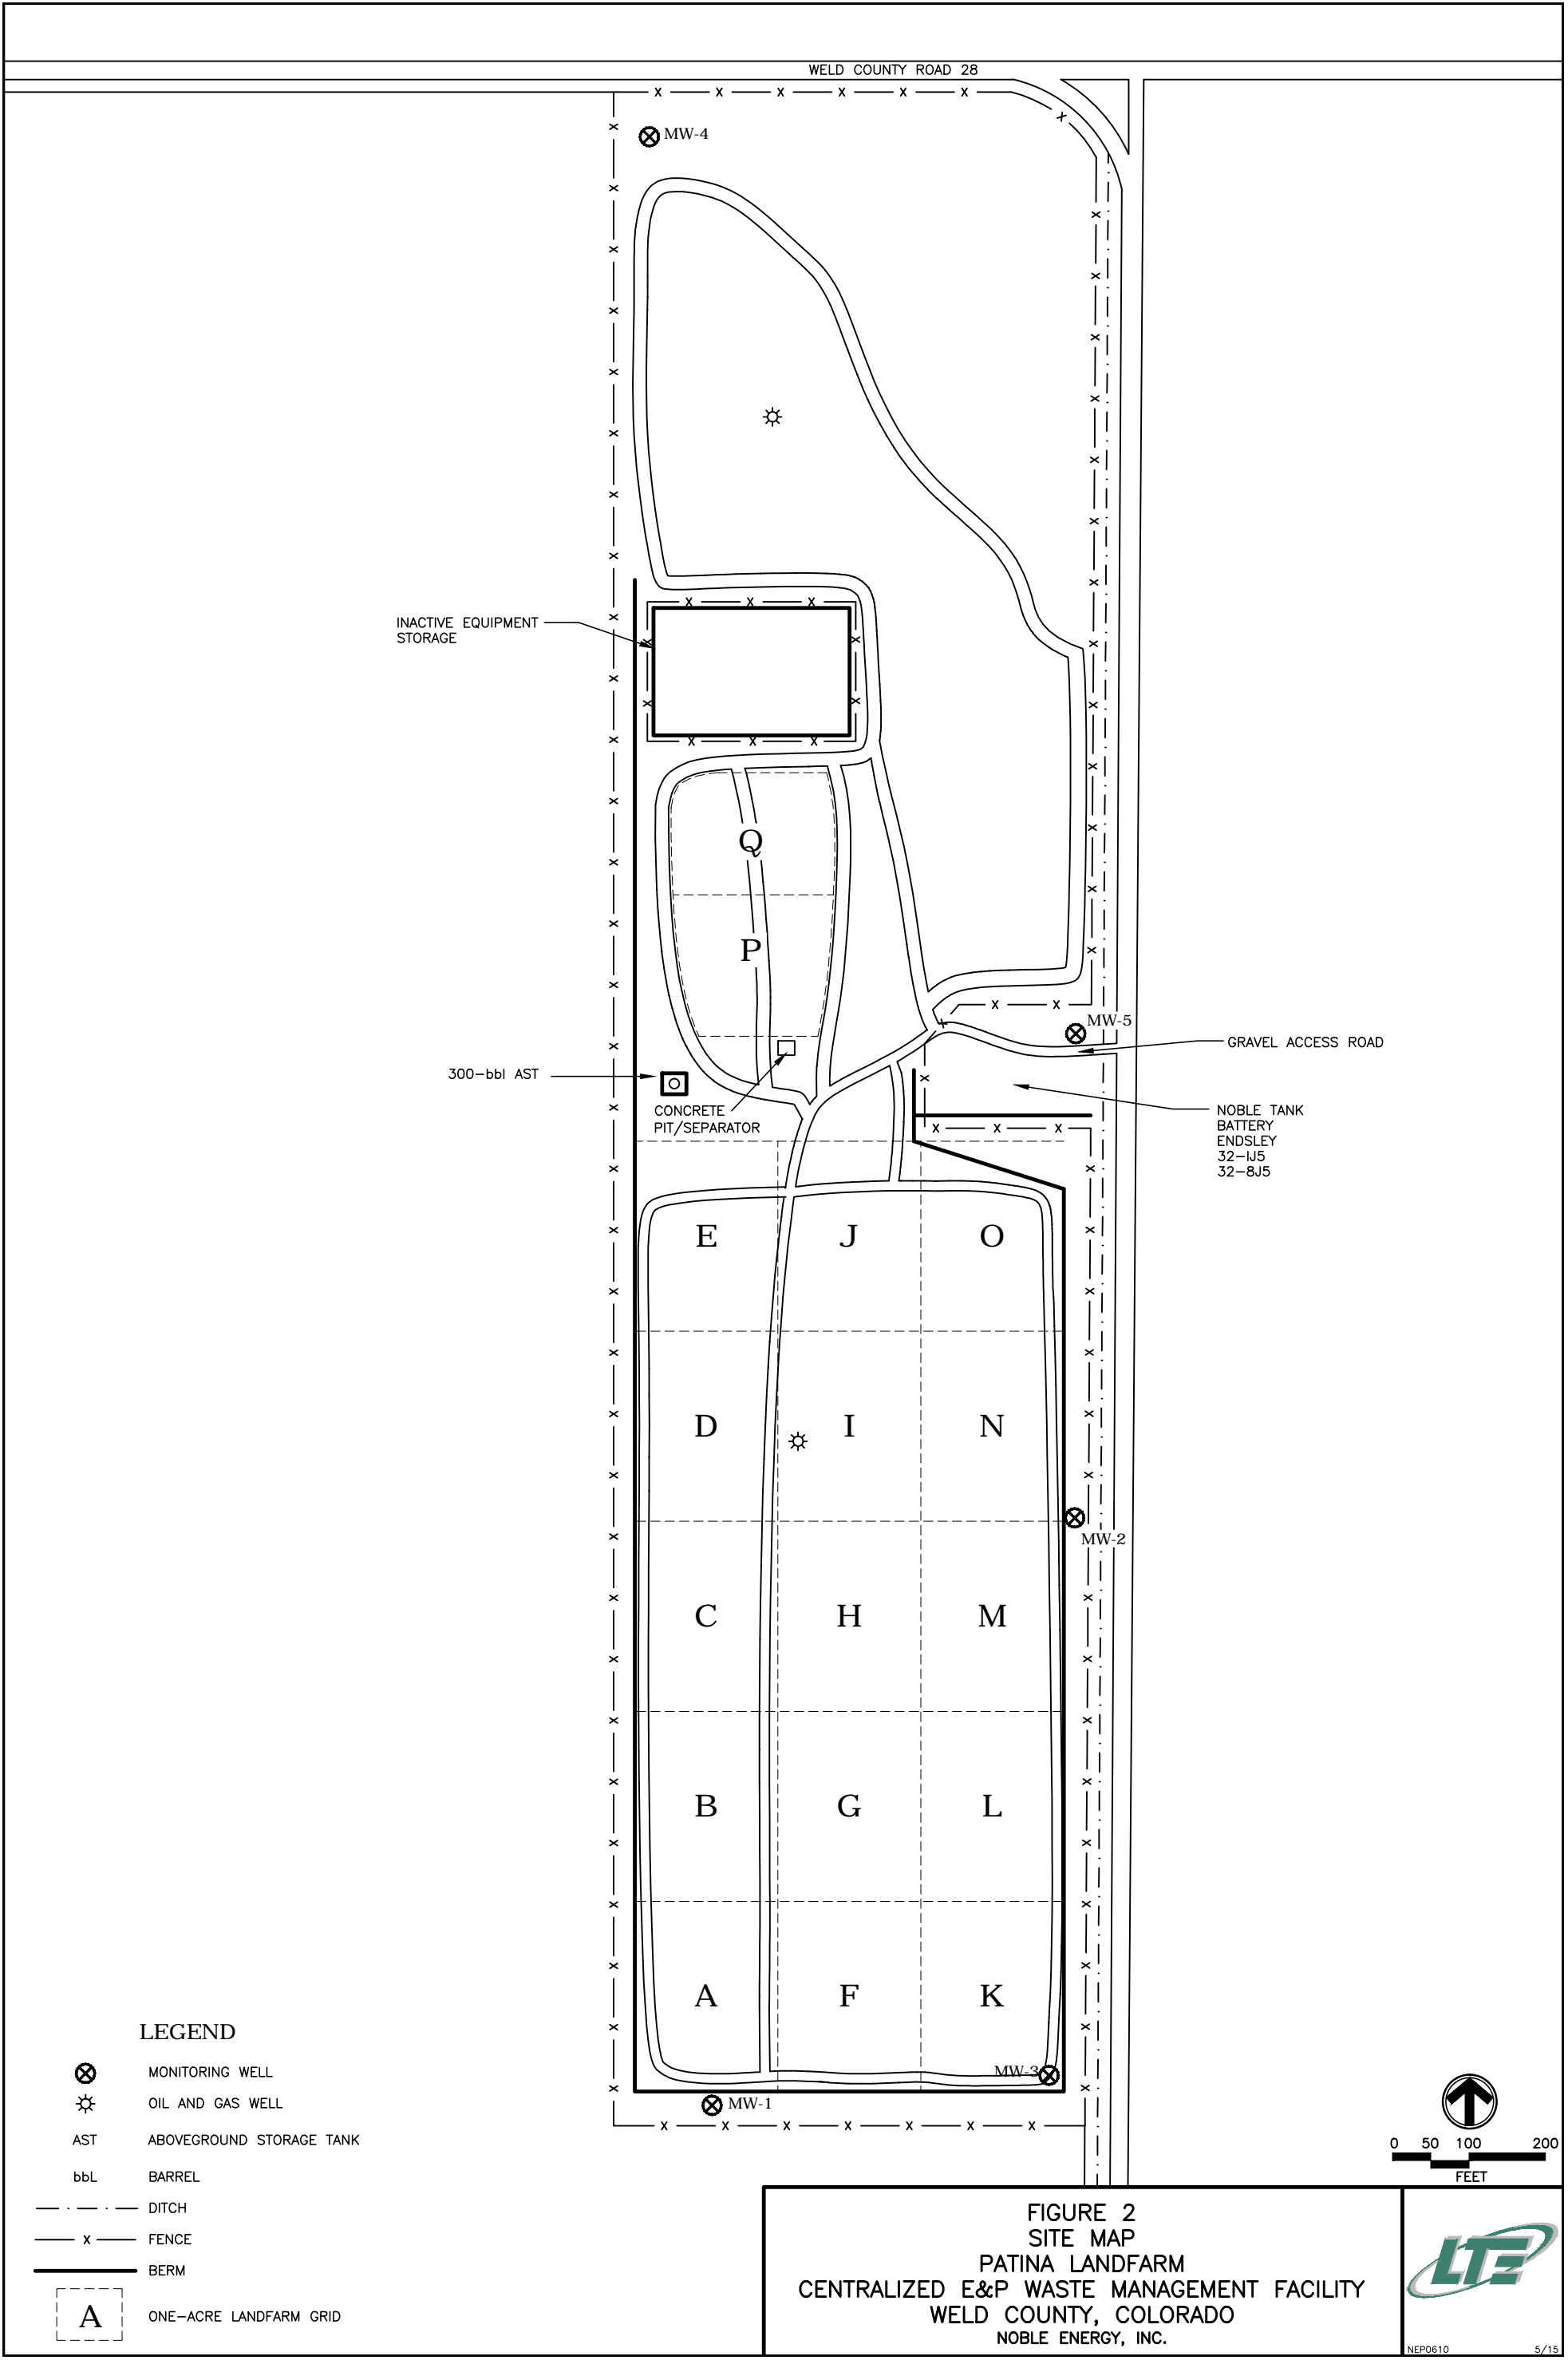 WELD COUNTY ROAD 28
MW-4
INACTIVE EQUIPMENT
STORAGE
Q
P
MW-5
GRAVEL ACCESS ROAD
300-bbl AST
CONCRETE
PIT/SEPARATOR
NOBLE TANK
BATTERY
ENDSLEY
32-IJ5
32-8J5
E J O
D I N
MW-2
C H M
B G L
A F K
MW-3
MW-1
LEGEND
MONITORING WELL
OIL AND GAS WELL
AST ABOVEGROUND STORAGE TANK
bbL BARREL
DITCH
x FENCE
BERM
A ONE-ACRE LANDFARM GRID
0 50 100 200
FEET
FIGURE 2
SITE MAP
PATINA LANDFARM
CENTRALIZED E&P WASTE MANAGEMENT FACILITY
WELD COUNTY, COLORADO
NOBLE ENERGY, INC.
LTE
NEP0610 5/15